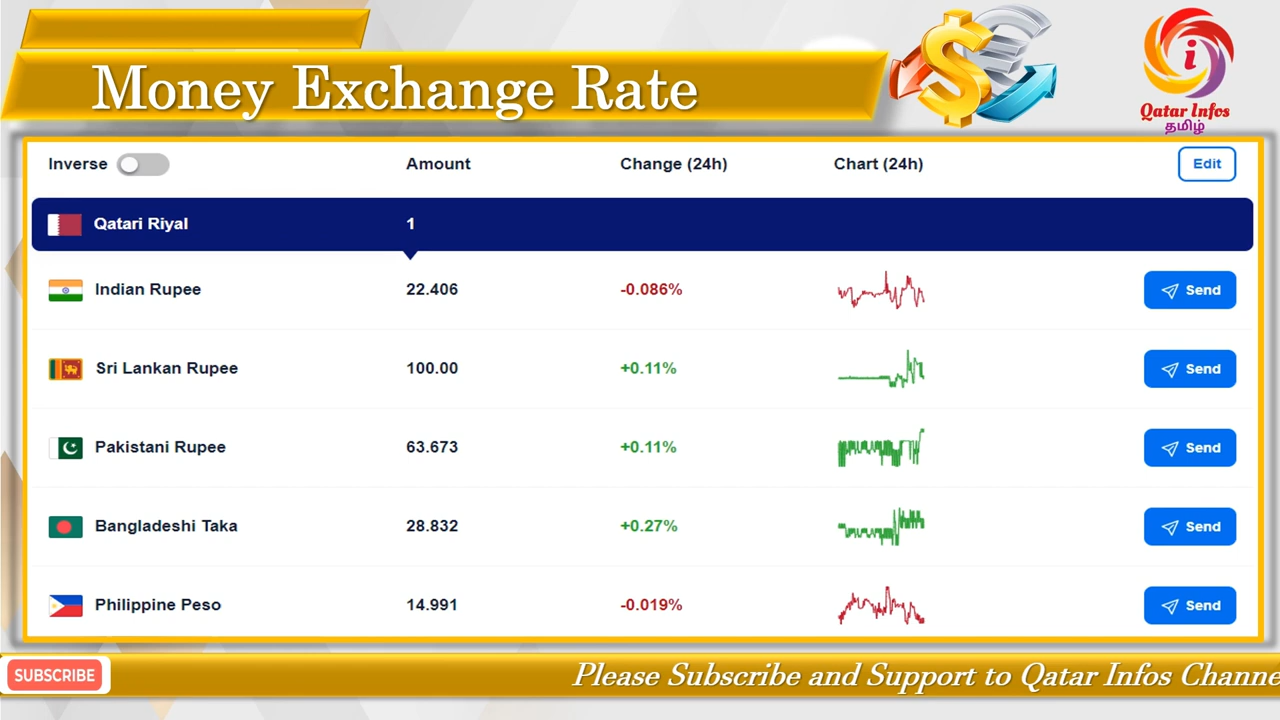 Money Exchange Rate
i
Qatar Infos
தமிழ்
Inverse Amount Change (24h) Chart (24h) Edit
Qatari Riyal 1
Indian Rupee 22.406 -0.086% Send
Sri Lankan Rupee 100.00 +0.11% Send
Pakistani Rupee 63.673 +0.11% Send
Bangladeshi Taka 28.832 +0.27% Send
Philippine Peso 14.991 -0.019% Send
SUBSCRIBE Please Subscribe and Support to Qatar Infos Channe